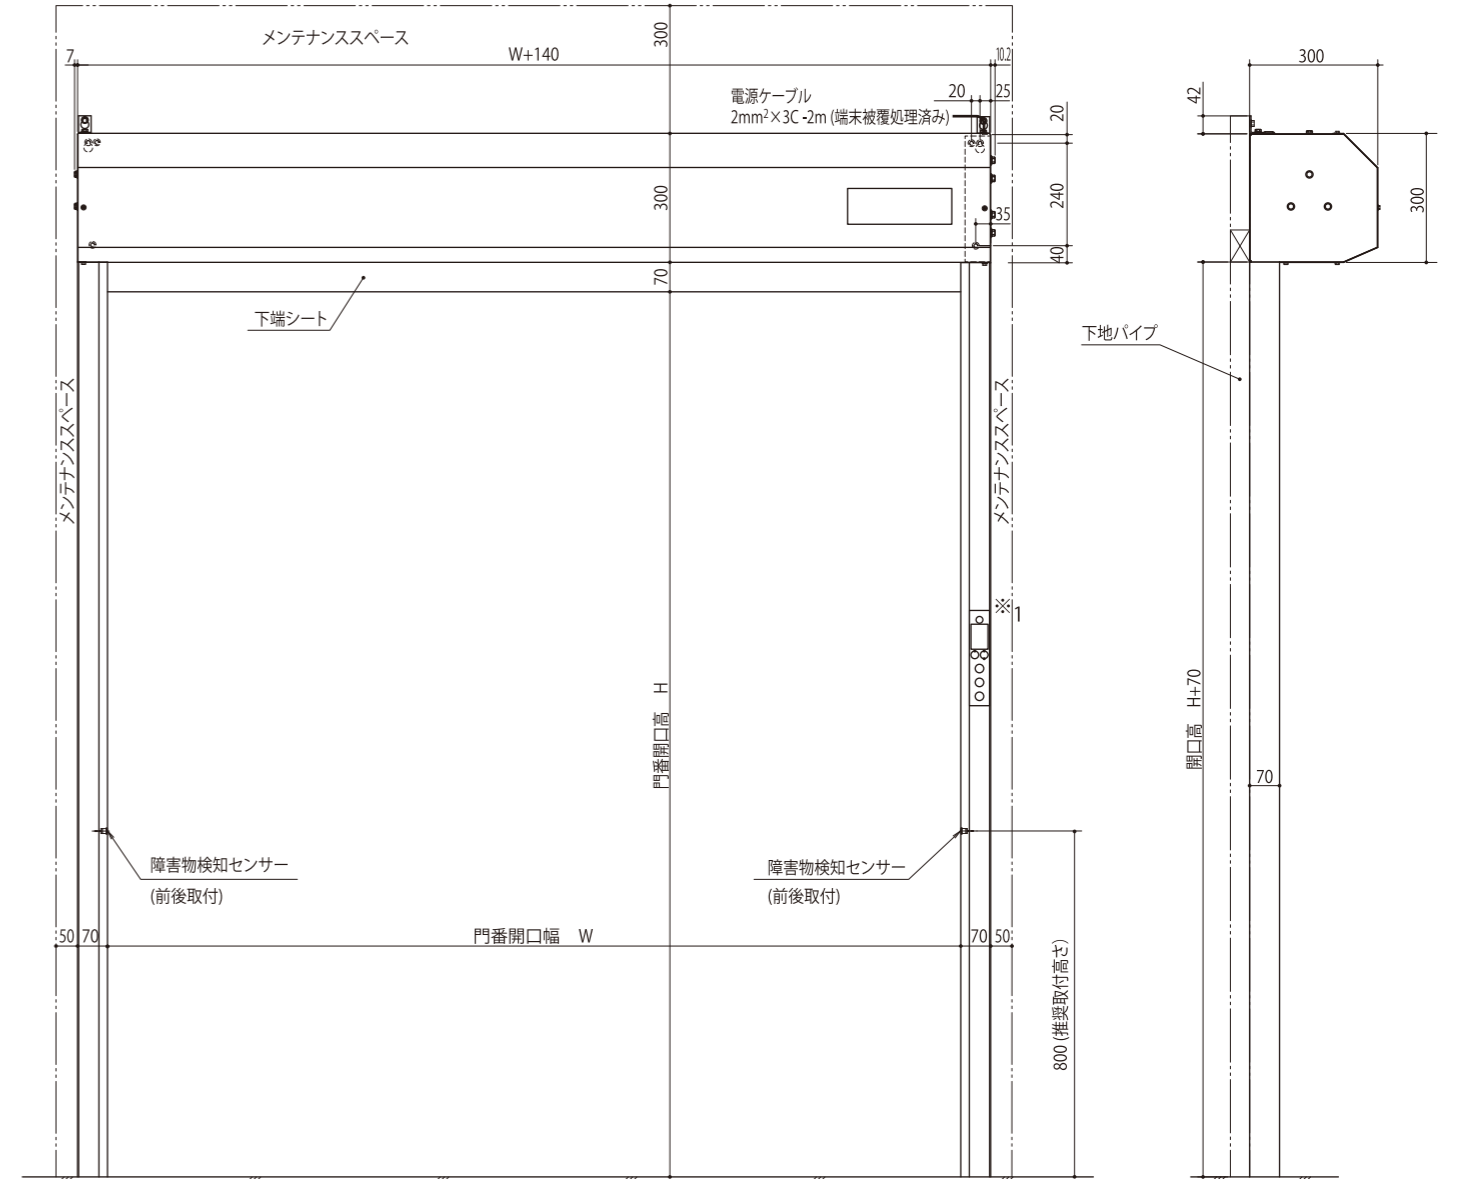 メンテナンススペース
300
7
W+140
10.2
300
電源ケーブル
2mm²×3C -2m (端末被覆処理済み)
20
25
20
42
300
240
35
300
40
70
下端シート
下地パイプ
メンテナンススペース
メンテナンススペース
※1
門番開口高 H
開口高 H+70
70
障害物検知センサー
(前後取付)
障害物検知センサー
(前後取付)
50
70
門番開口幅 W
70
50
800 (推奨取付高さ)